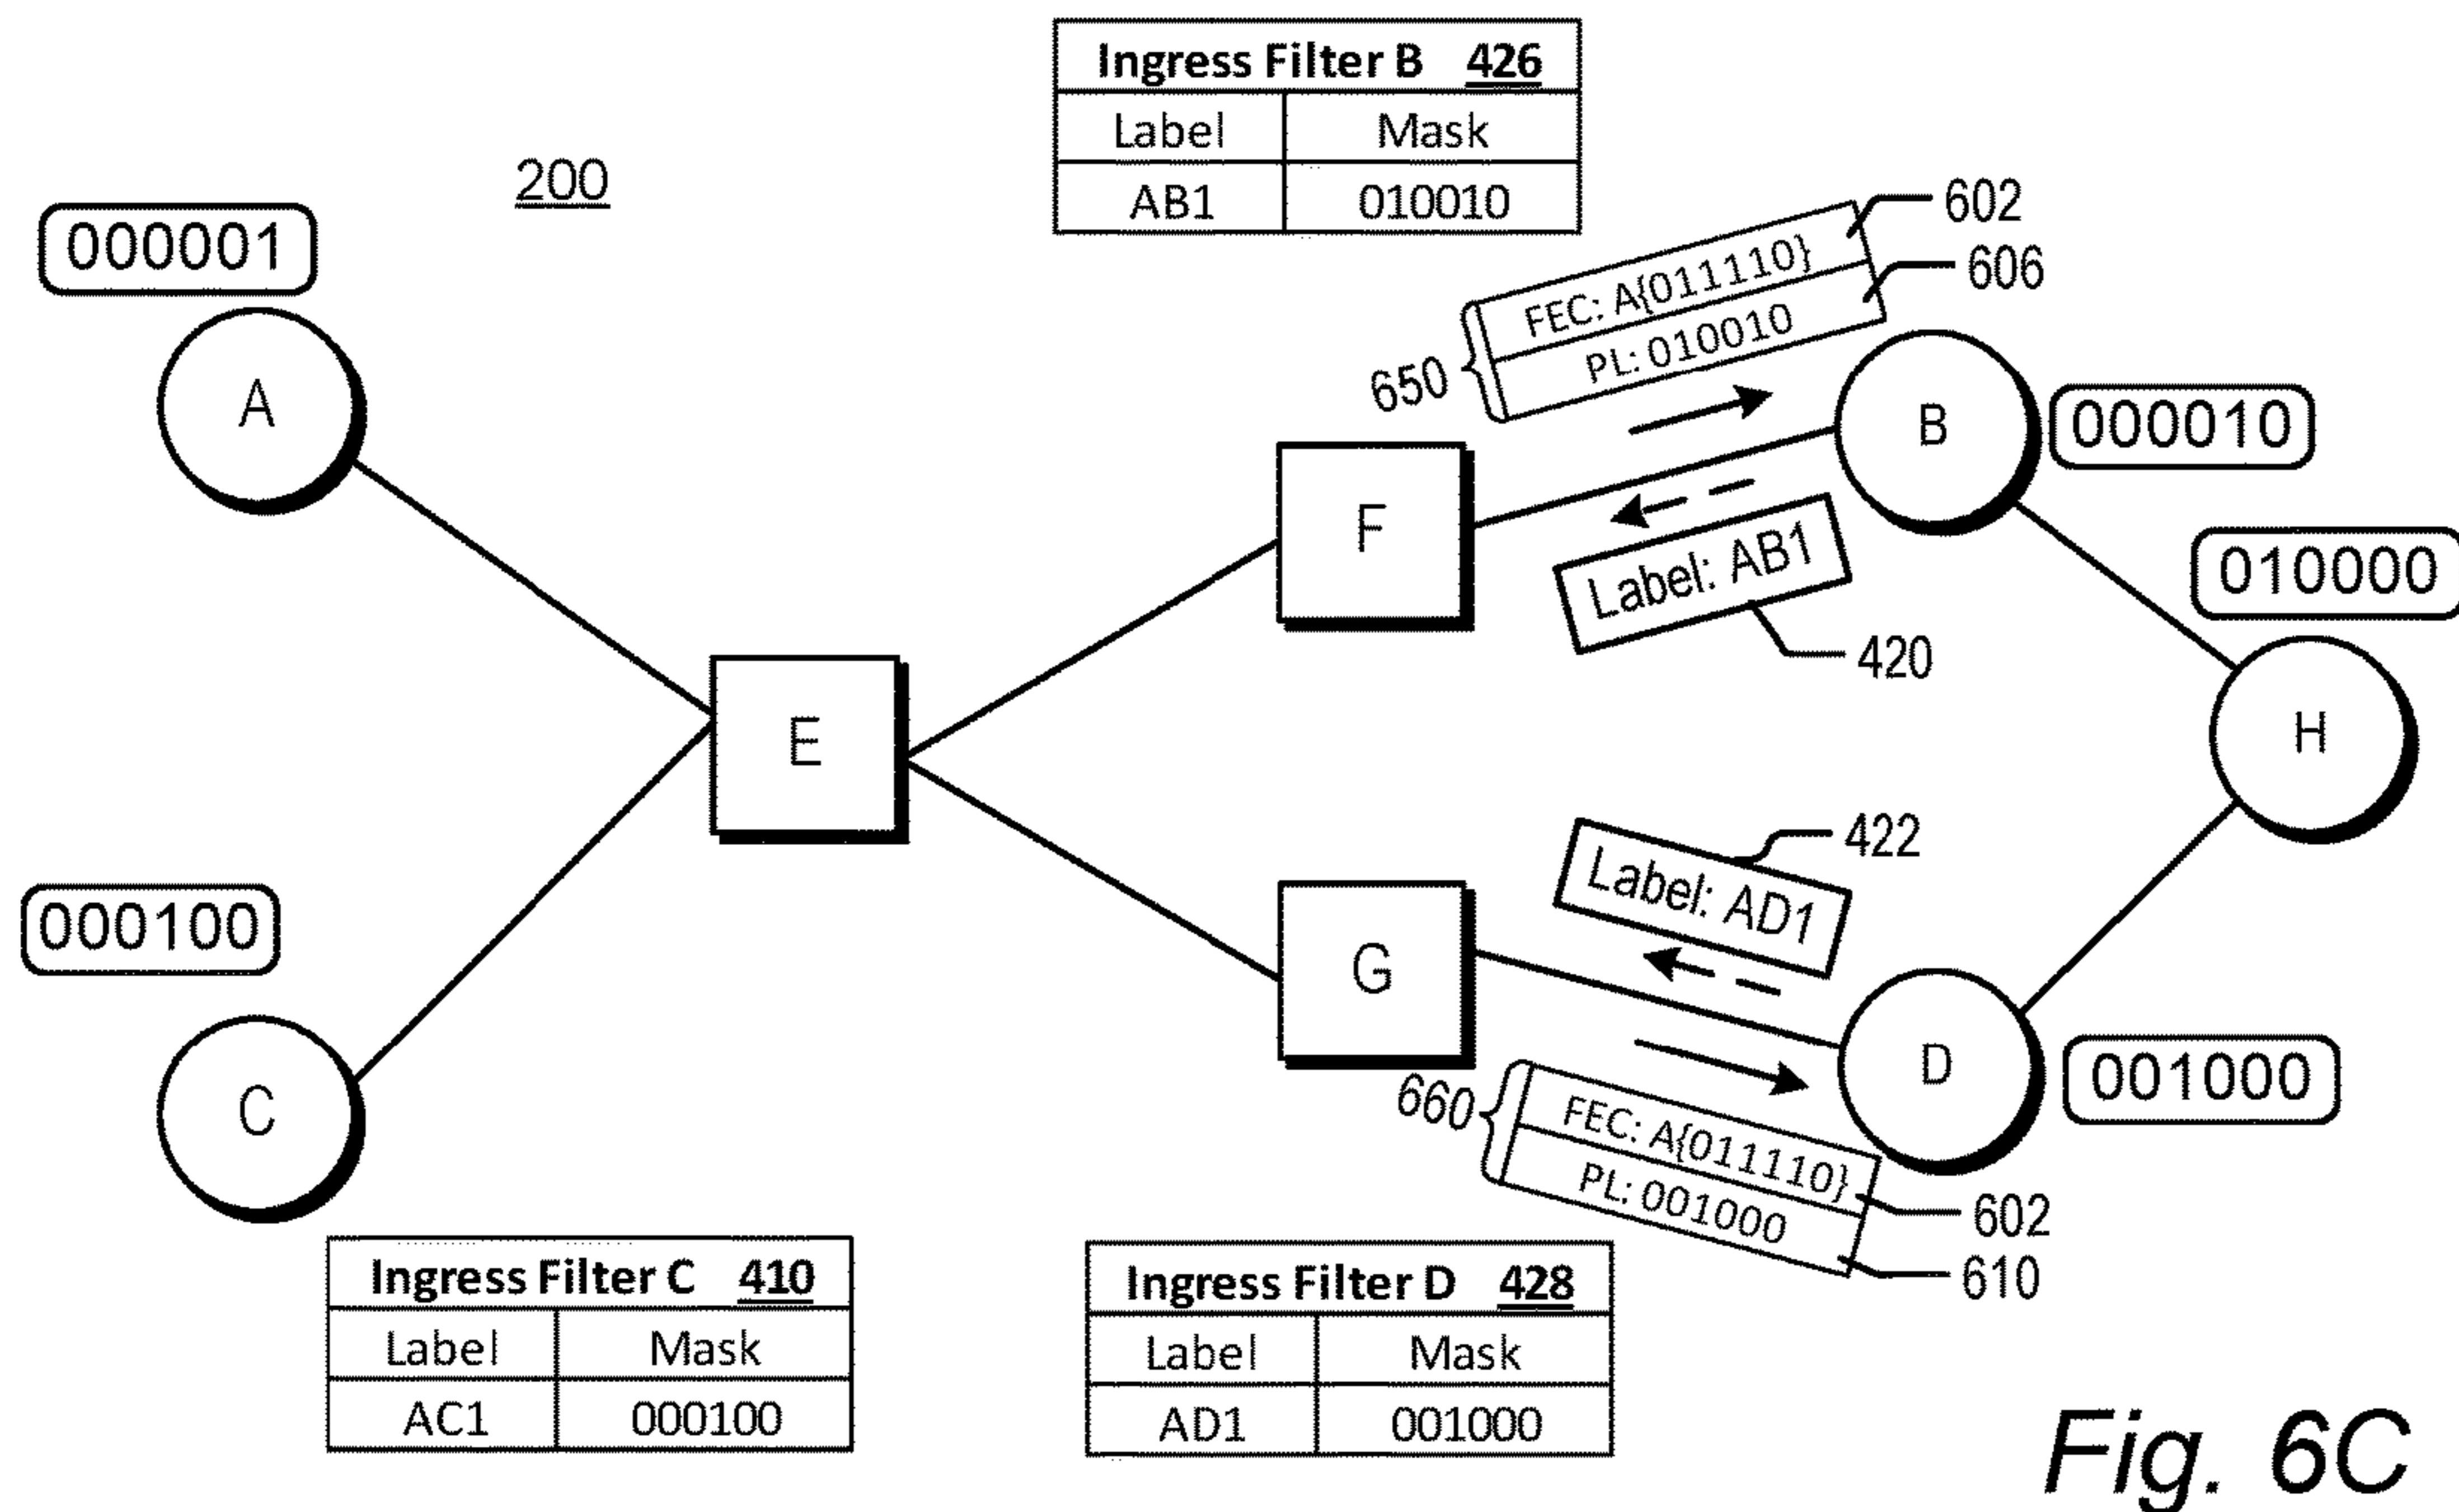 Ingress Filter B 426
Label Mask
AB1 010010
200
000001
602
606
FEC: A{011110}
PL: 010010
650
A
B
000010
F
Label: AB1
420
010000
E
H
422
Label: AD1
000100
G
D
001000
C
660
FEC: A{011110}
PL: 001000
602
610
Ingress Filter C 410
Label Mask
AC1 000100
Ingress Filter D 428
Label Mask
AD1 001000
Fig. 6C